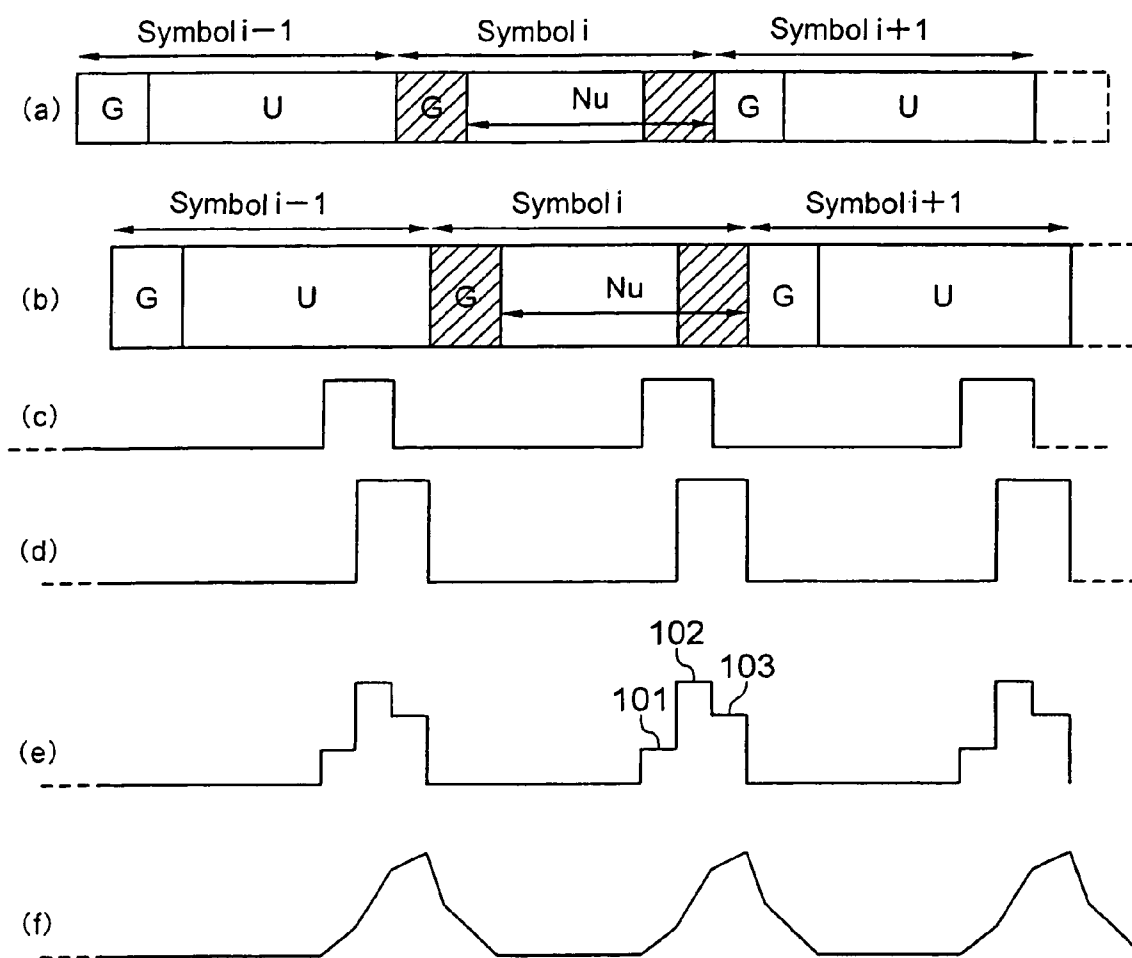 Symbol i-1 Symbol i Symbol i+1
(a) G U G Nu G U
Symbol i-1 Symbol i Symbol i+1
(b) G U G Nu G U
(c)
(d)
102
101 103
(e)
(f)